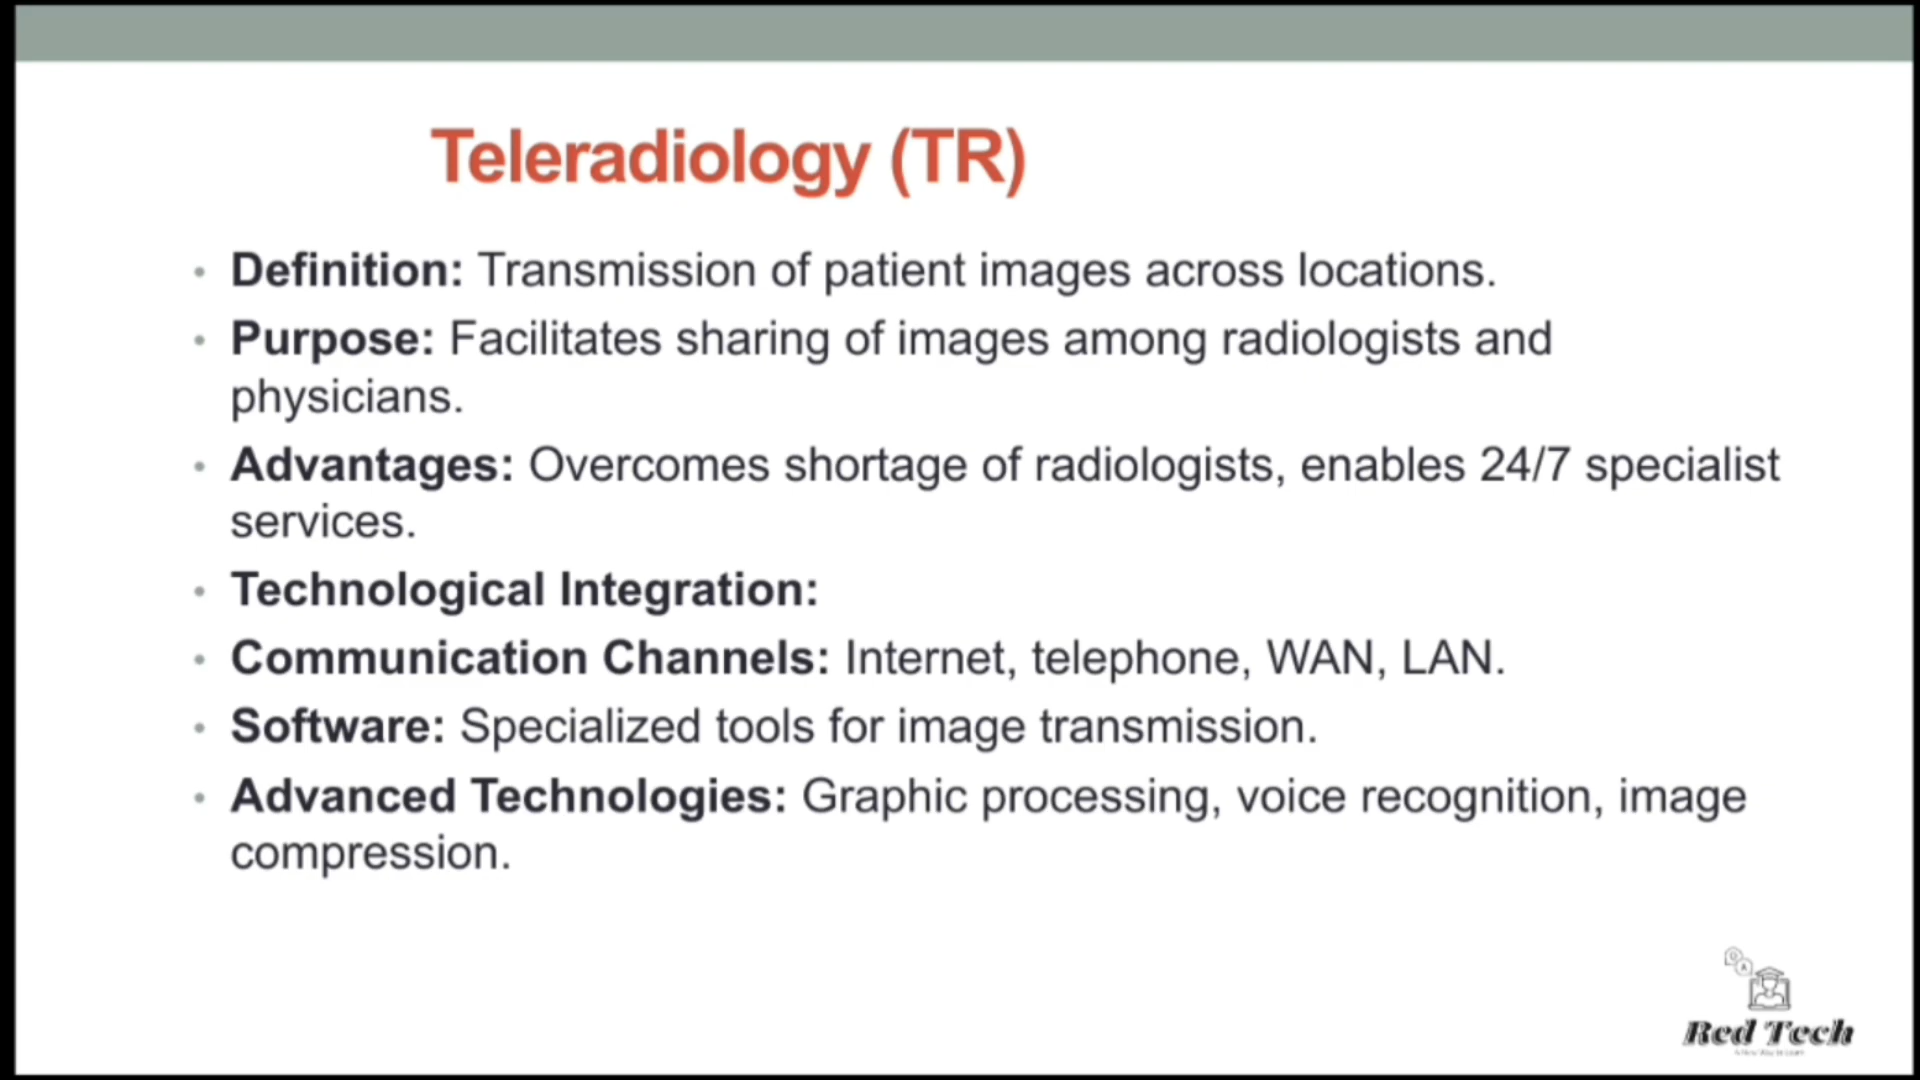 Teleradiology (TR)
• Definition: Transmission of patient images across locations.
• Purpose: Facilitates sharing of images among radiologists and
physicians.
• Advantages: Overcomes shortage of radiologists, enables 24/7 specialist
services.
• Technological Integration:
• Communication Channels: Internet, telephone, WAN, LAN.
• Software: Specialized tools for image transmission.
• Advanced Technologies: Graphic processing, voice recognition, image
compression.
Red Tech